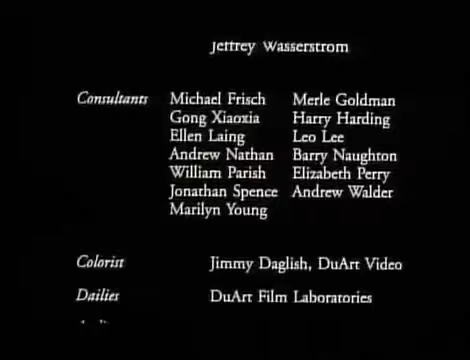 Jeffrey Wasserstrom
Consultants Michael Frisch Merle Goldman
Gong Xiaoxia Harry Harding
Ellen Laing Leo Lee
Andrew Nathan Barry Naughton
William Parish Elizabeth Perry
Jonathan Spence Andrew Walder
Marilyn Young
Colorist Jimmy Daglish, DuArt Video
Dailies DuArt Film Laboratories